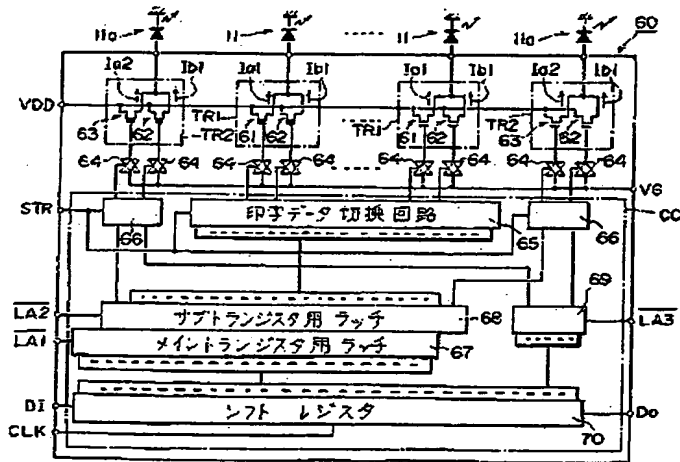 11a 11 11 11a 60
Ia2 Ib1 Ia1 Ib1 Ia1 Ib1 Ia2 Ib1
VDD 63 62 TR1 TR2 61 62 TR1 61 62 TR2 63 62
64 64 64 64 64 64 64 64
VG
STR 66 印字データ切換回路 66 CC
65
69
LA2 サブトランジスタ用ラッチ 68 LA3
LA1 メイントランジスタ用ラッチ 67
DI シフトレジスタ Do
CLK 70